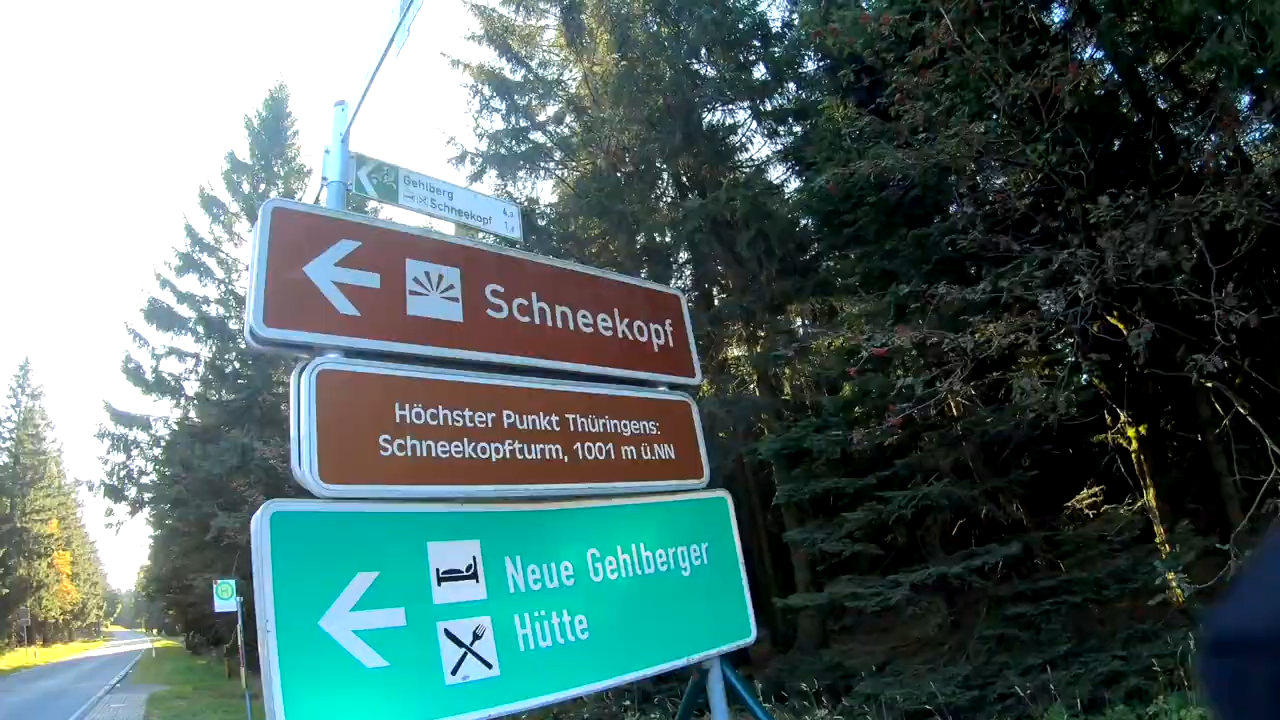 Gehlberg
Schneekopf
Schneekopf
Höchster Punkt Thüringens:
Schneekopfturm, 1001 m ü.NN
Neue Gehlberger
Hütte
H